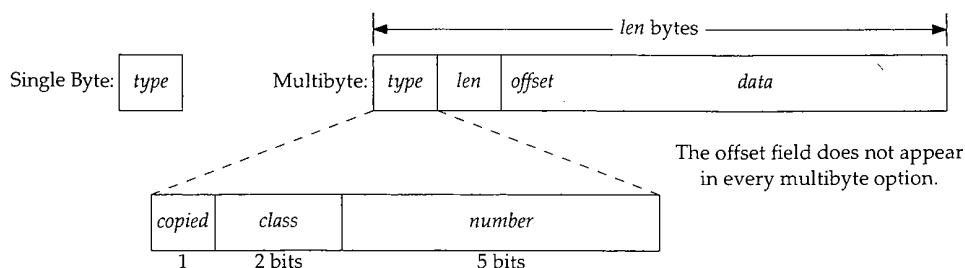 len bytes
Single Byte: type
Multibyte: type len offset data
The offset field does not appear
in every multibyte option.
copied class number
1 2 bits 5 bits